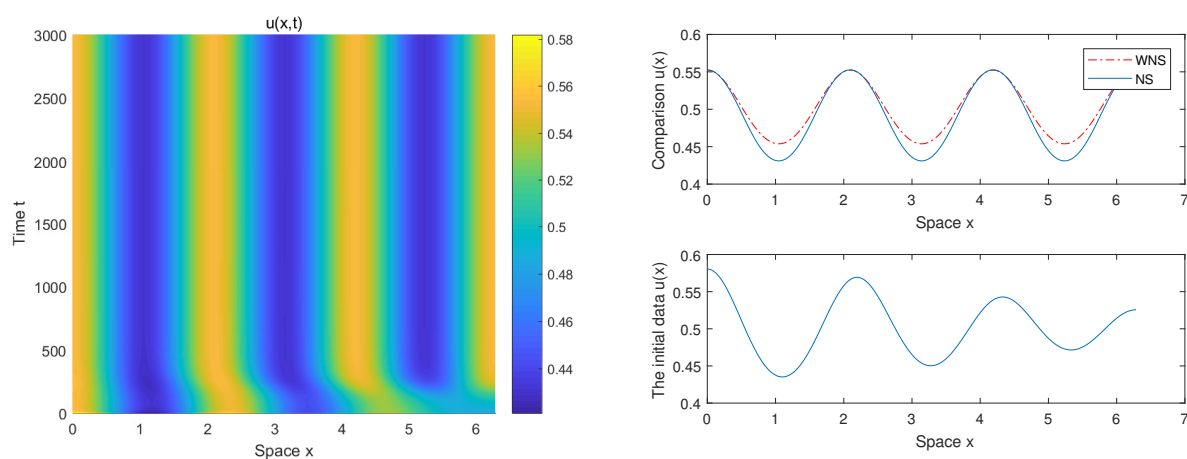 u(x,t)
3000
2500
2000
1500
1000
500
0
Time t
0 1 2 3 4 5 6
Space x
0.58
0.56
0.54
0.52
0.5
0.48
0.46
0.44
0.6
0.55
0.5
0.45
0.4
Comparison u(x)
WNS
NS
0 1 2 3 4 5 6 7
Space x
0.6
0.55
0.5
0.45
0.4
The initial data u(x)
0 1 2 3 4 5 6 7
Space x